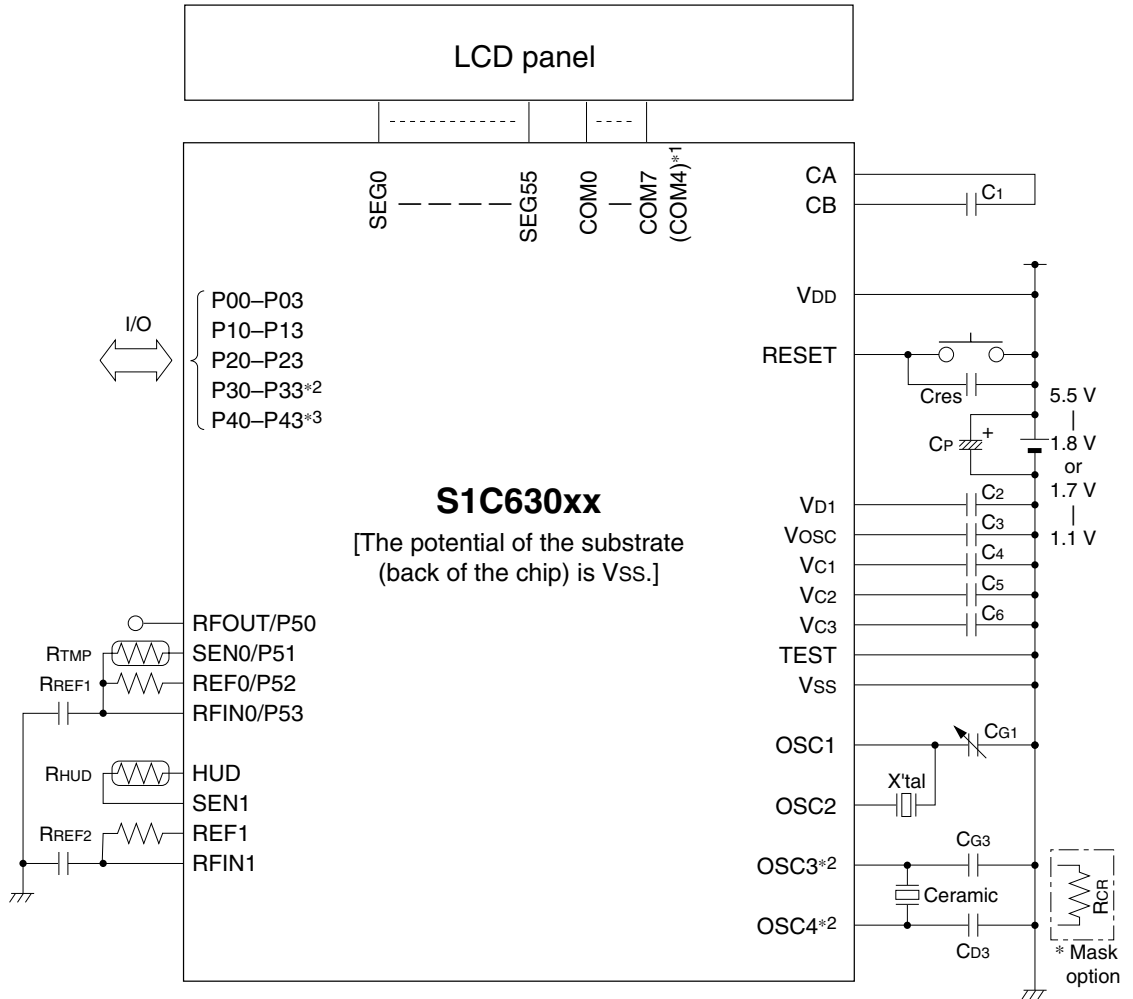 LCD panel
SEG0
SEG55
COM0
COM7
(COM4)*1
CA
CB
C1
P00–P03
P10–P13
P20–P23
P30–P33*2
P40–P43*3
I/O
VDD
RESET
Cres
CP
+
5.5 V
|
1.8 V
or
1.7 V
|
1.1 V
S1C630xx
[The potential of the substrate
(back of the chip) is VSS.]
VD1
C2
VOSC
C3
VC1
C4
VC2
C5
VC3
C6
TEST
VSS
RFOUT/P50
RTMP
SEN0/P51
RREF1
REF0/P52
RFIN0/P53
RHUD
HUD
SEN1
RREF2
REF1
RFIN1
OSC1
CG1
X'tal
OSC2
OSC3*2
CG3
Ceramic
OSC4*2
CD3
RCR
* Mask
option